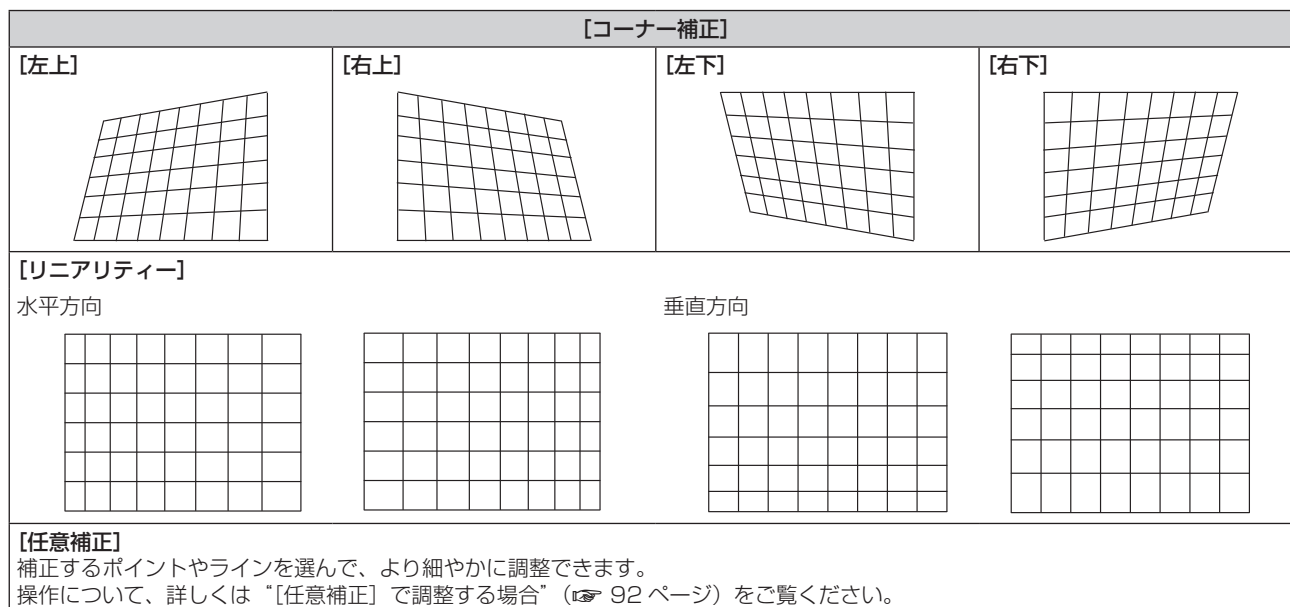 [コーナー補正]
[左上] [右上] [左下] [右下]
[リニアリティー]
水平方向 垂直方向
[任意補正]
補正するポイントやラインを選んで、より細やかに調整できます。
操作について、詳しくは“[任意補正]で調整する場合”（☞ 92 ページ）をご覧ください。